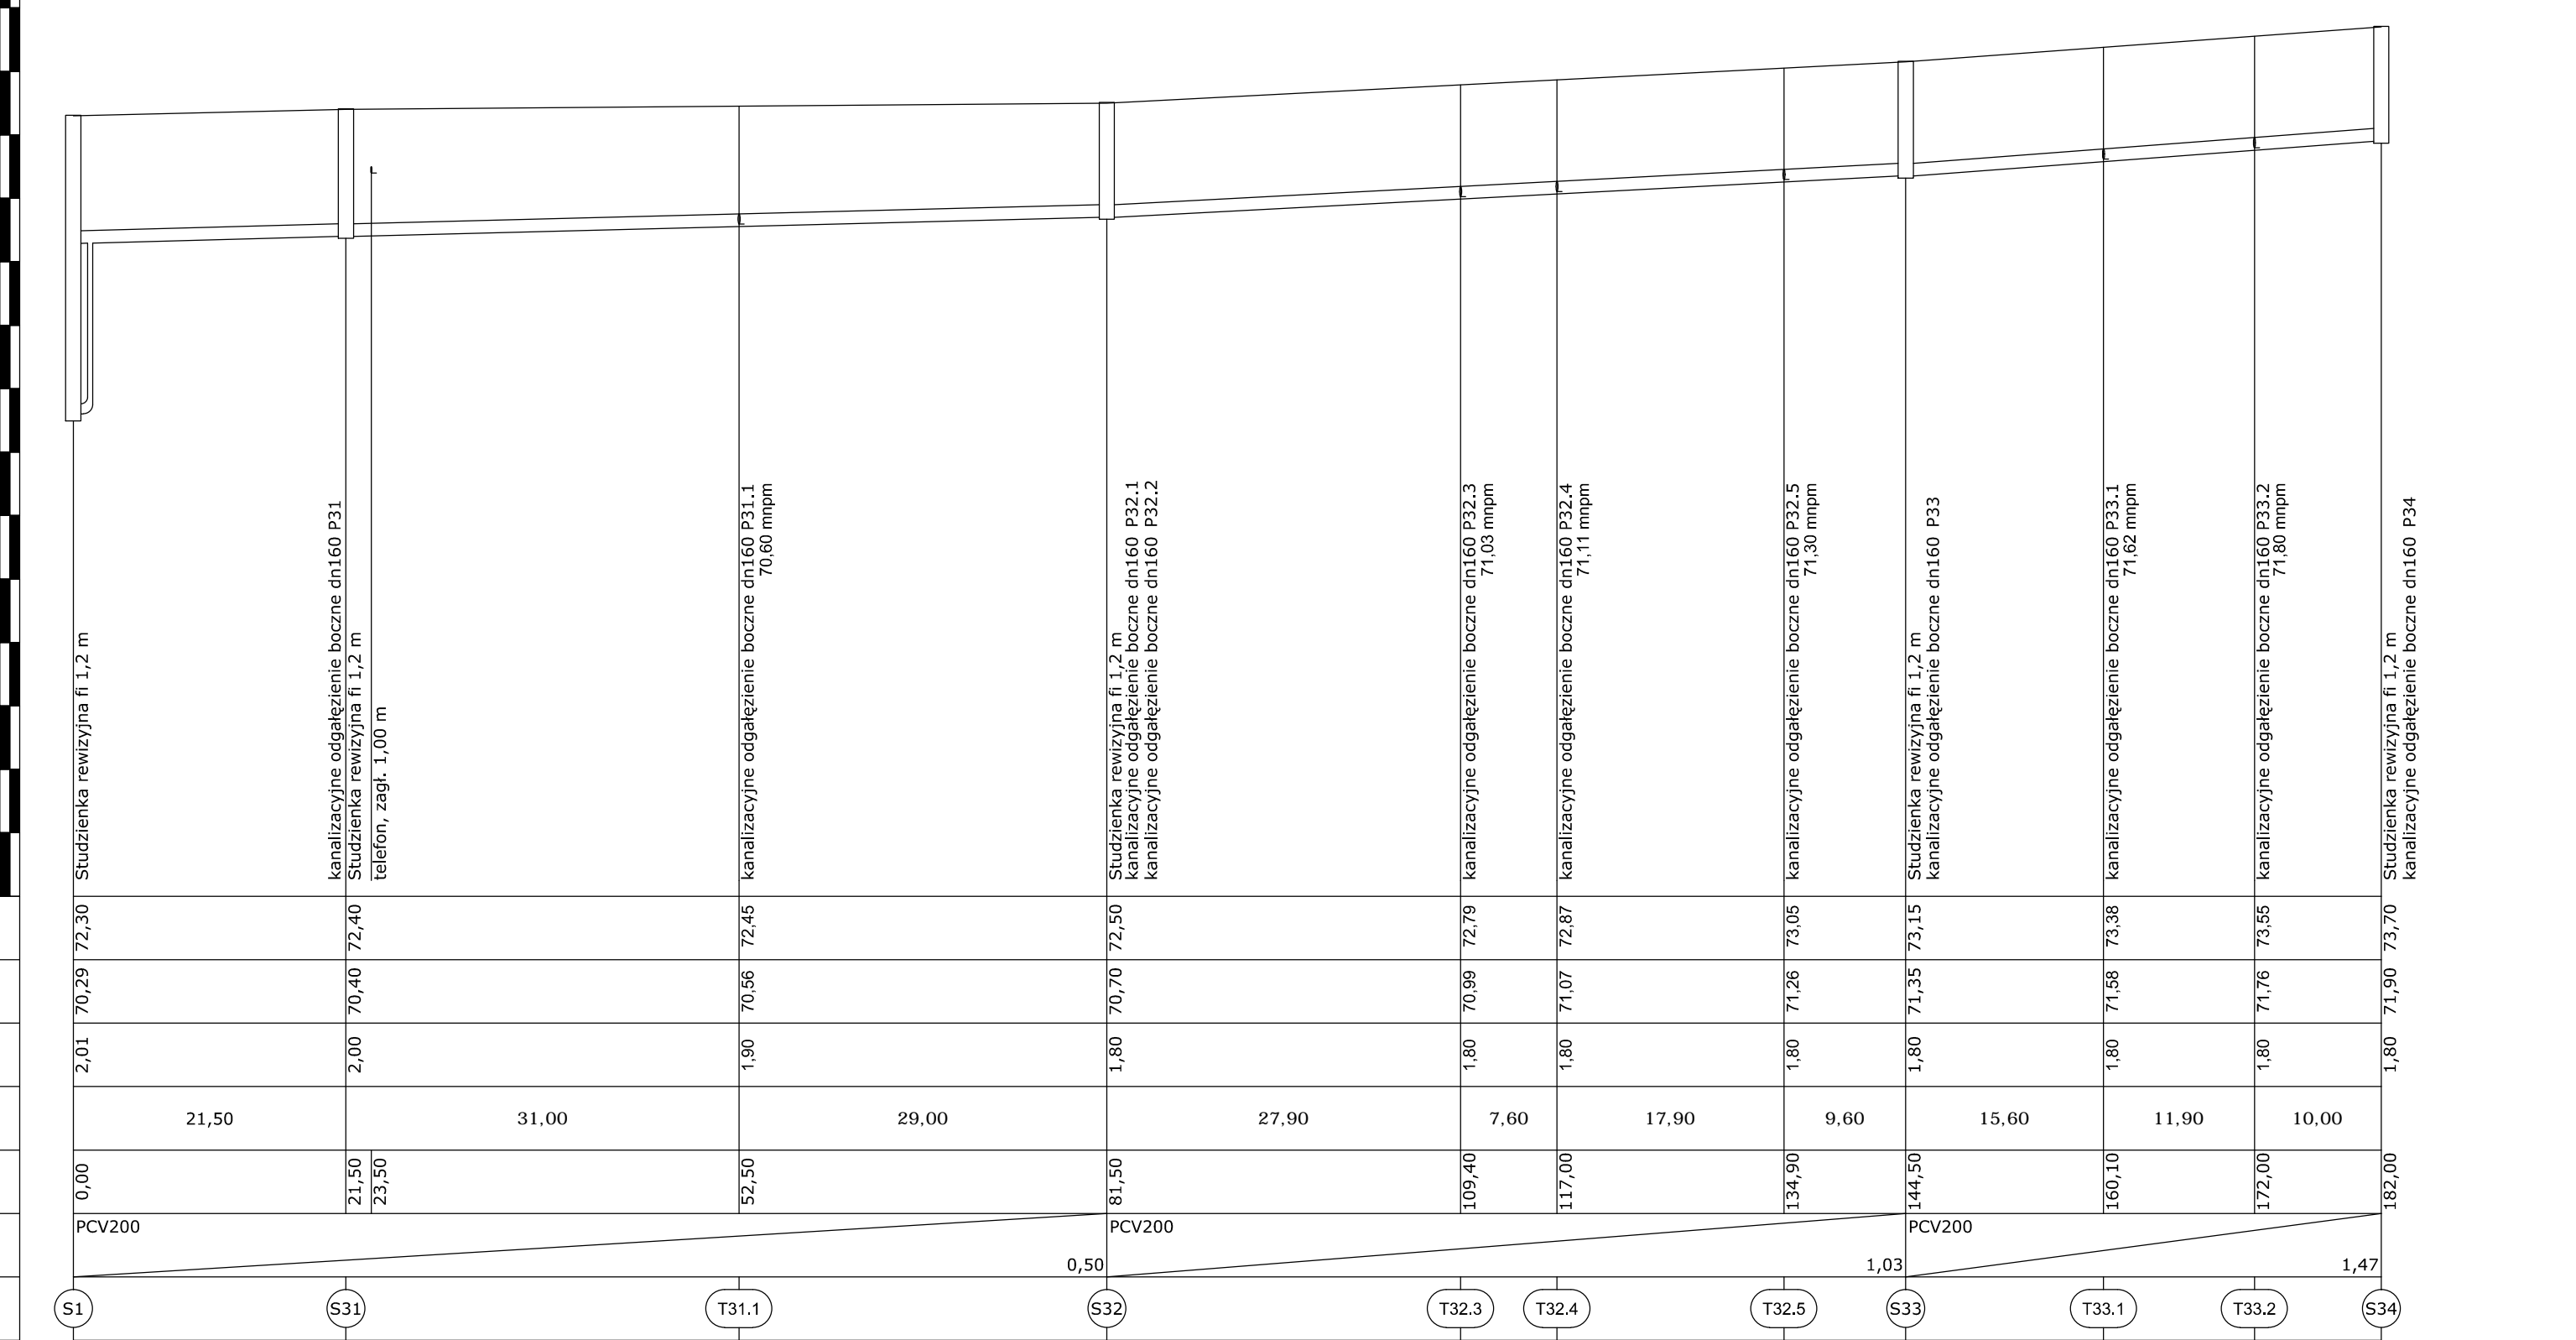 Studzienka rewizyjna fi 1,2 m
kanalizacyjne odgałęzienie boczne dn160 P31
Studzienka rewizyjna fi 1,2 m
telefon, zagł. 1,00 m
kanalizacyjne odgałęzienie boczne dn160 P31.1
70,60 mnpm
Studzienka rewizyjna fi 1,2 m
kanalizacyjne odgałęzienie boczne dn160 P32.1
kanalizacyjne odgałęzienie boczne dn160 P32.2
kanalizacyjne odgałęzienie boczne dn160 P32.3
71,03 mnpm
kanalizacyjne odgałęzienie boczne dn160 P32.4
71,11 mnpm
kanalizacyjne odgałęzienie boczne dn160 P32.5
71,30 mnpm
Studzienka rewizyjna fi 1,2 m
kanalizacyjne odgałęzienie boczne dn160 P33
kanalizacyjne odgałęzienie boczne dn160 P33.1
71,62 mnpm
kanalizacyjne odgałęzienie boczne dn160 P33.2
71,80 mnpm
Studzienka rewizyjna fi 1,2 m
kanalizacyjne odgałęzienie boczne dn160 P34
72,30 72,40 72,45 72,50 72,79 72,87 73,05 73,15 73,38 73,55 73,70
70,29 70,40 70,56 70,70 70,99 71,07 71,26 71,35 71,58 71,76 71,90
2,01 2,00 1,90 1,80 1,80 1,80 1,80 1,80 1,80 1,80 1,80
21,50 31,00 29,00 27,90 7,60 17,90 9,60 15,60 11,90 10,00
0,00 21,50 23,50 52,50 81,50 109,40 117,00 134,90 144,50 160,10 172,00 182,00
PCV200 PCV200 PCV200
0,50 1,03 1,47
S1 S31 T31.1 S32 T32.3 T32.4 T32.5 S33 T33.1 T33.2 S34